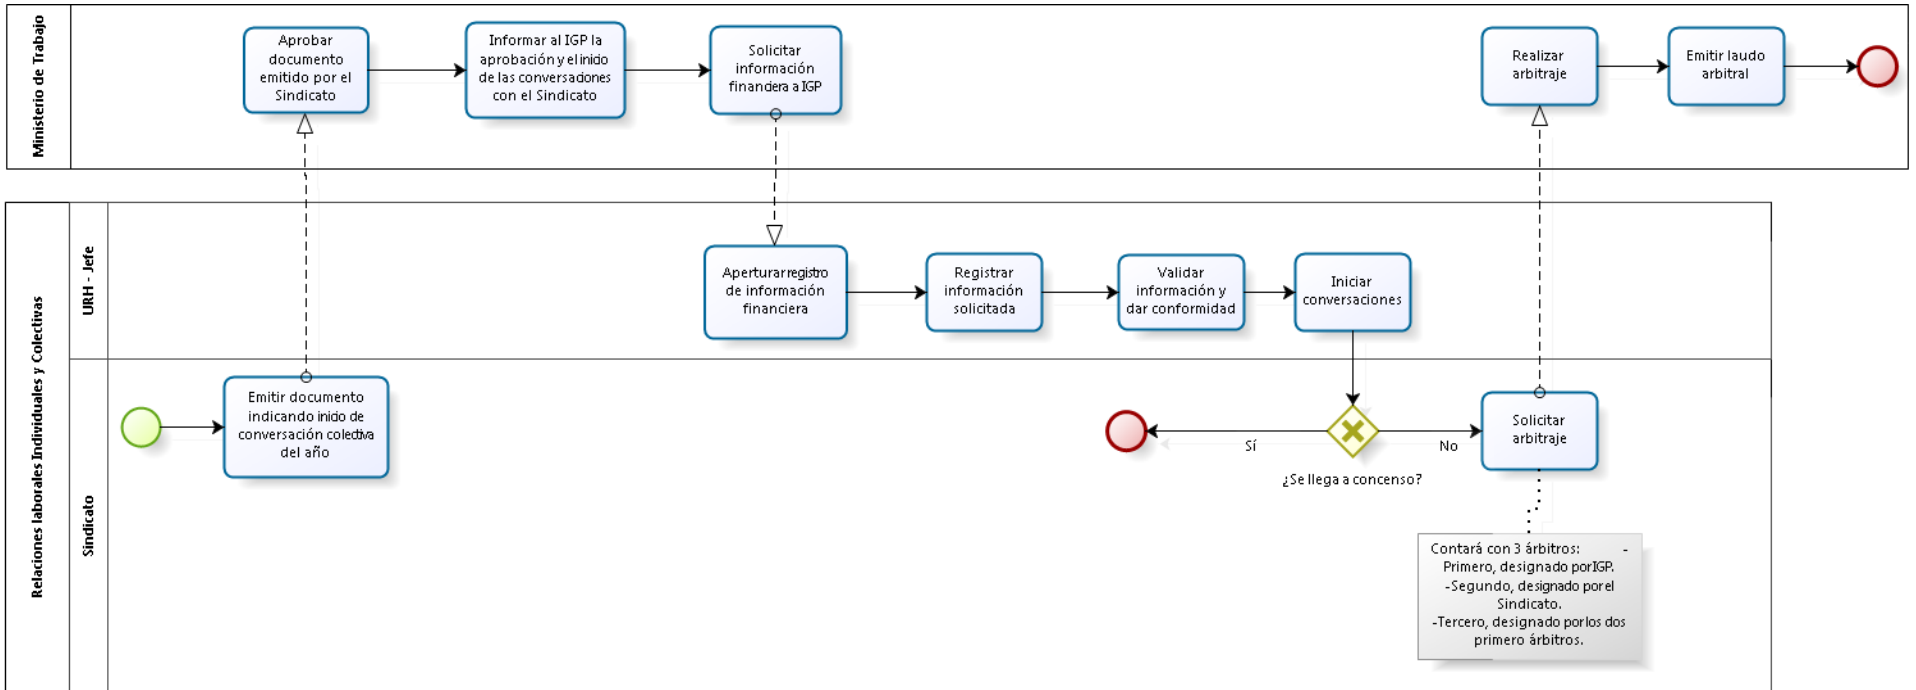 Ministerio de Trabajo
Aprobar
documento
emitido por el
Sindicato
Informar al IGP la
aprobación y el inicio
de las conversaciones
con el Sindicato
Solicitar
información
financiera a IGP
Realizar
arbitraje
Emitir laudo
arbitral
Relaciones laborales Individuales y Colectivas
URH - Jefe
Aperturar registro
de información
financiera
Registrar
información
solicitada
Validar
información y
dar conformidad
Iniciar
conversaciones
Sindicato
Emitir documento
indicando inicio de
conversación colectiva
del año
Sí
No
¿Se llega a concenso?
Solicitar
arbitraje
Contará con 3 árbitros: -
Primero, designado por IGP.
-Segundo, designado por el
Sindicato.
-Tercero, designado por los dos
primero árbitros.